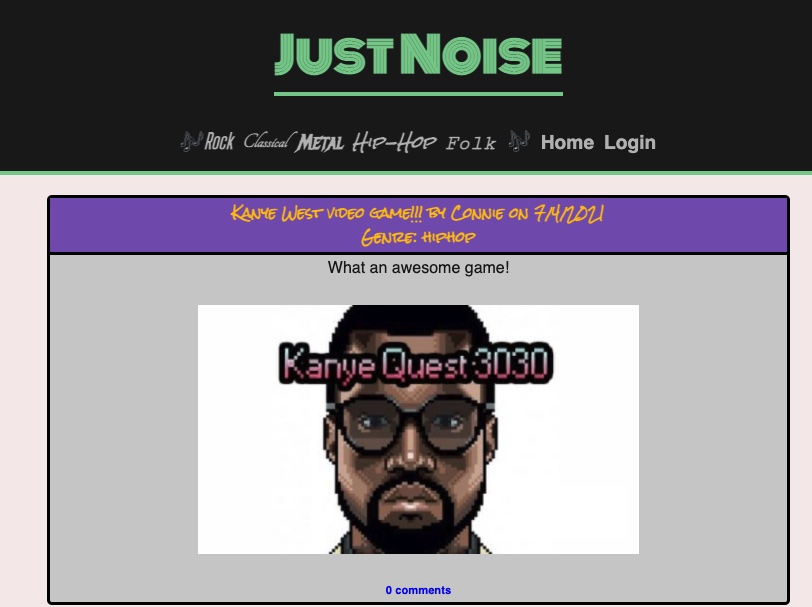 Just Noise
Rock Classical Metal Hip-Hop Folk Home Login
Kanye West video game!!! by Connie on 7/4/2021
Genre: hiphop
What an awesome game!
Kanye Quest 3030
0 comments